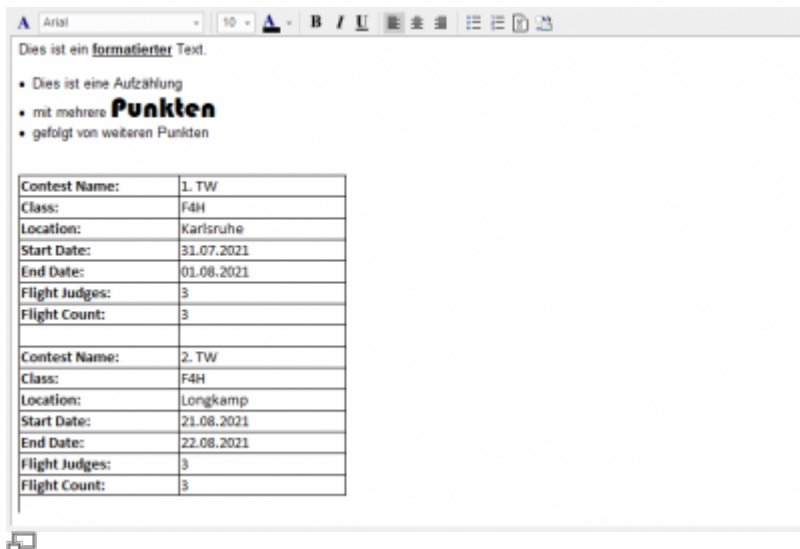 A Arial 10 A B I U
Dies ist ein formatierter Text.
• Dies ist eine Aufzählung
• mit mehrere Punkten
• gefolgt von weiteren Punkten
Contest Name: 1. TW
Class: F4H
Location: Karlsruhe
Start Date: 31.07.2021
End Date: 01.08.2021
Flight Judges: 3
Flight Count: 3
Contest Name: 2. TW
Class: F4H
Location: Longkamp
Start Date: 21.08.2021
End Date: 22.08.2021
Flight Judges: 3
Flight Count: 3